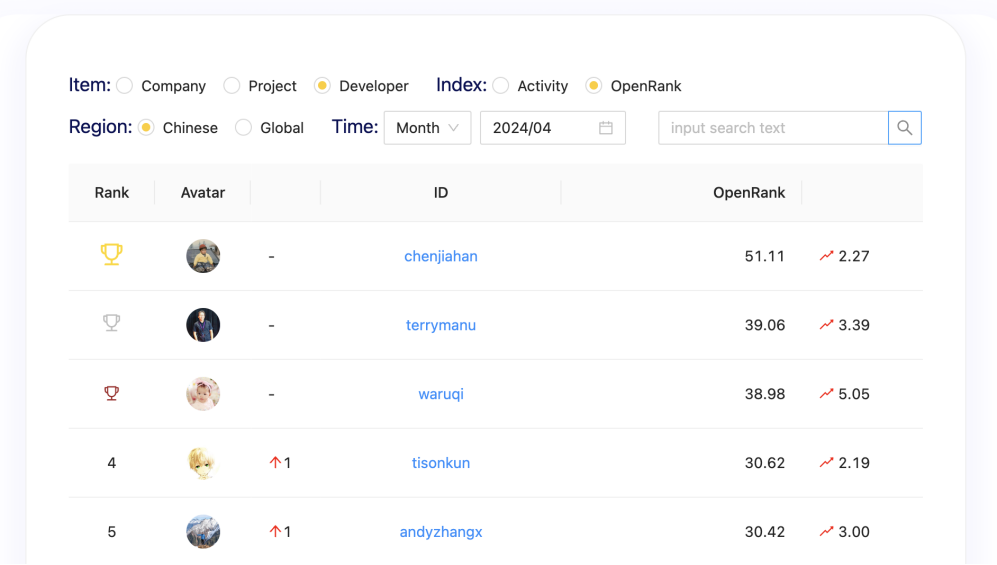 Item: Company Project Developer Index: Activity OpenRank
Region: Chinese Global Time: Month 2024/04 input search text
Rank Avatar ID OpenRank
- chenjiahan 51.11 2.27
- terrymanu 39.06 3.39
- waruqi 38.98 5.05
4 1 tisonkun 30.62 2.19
5 1 andyzhangx 30.42 3.00